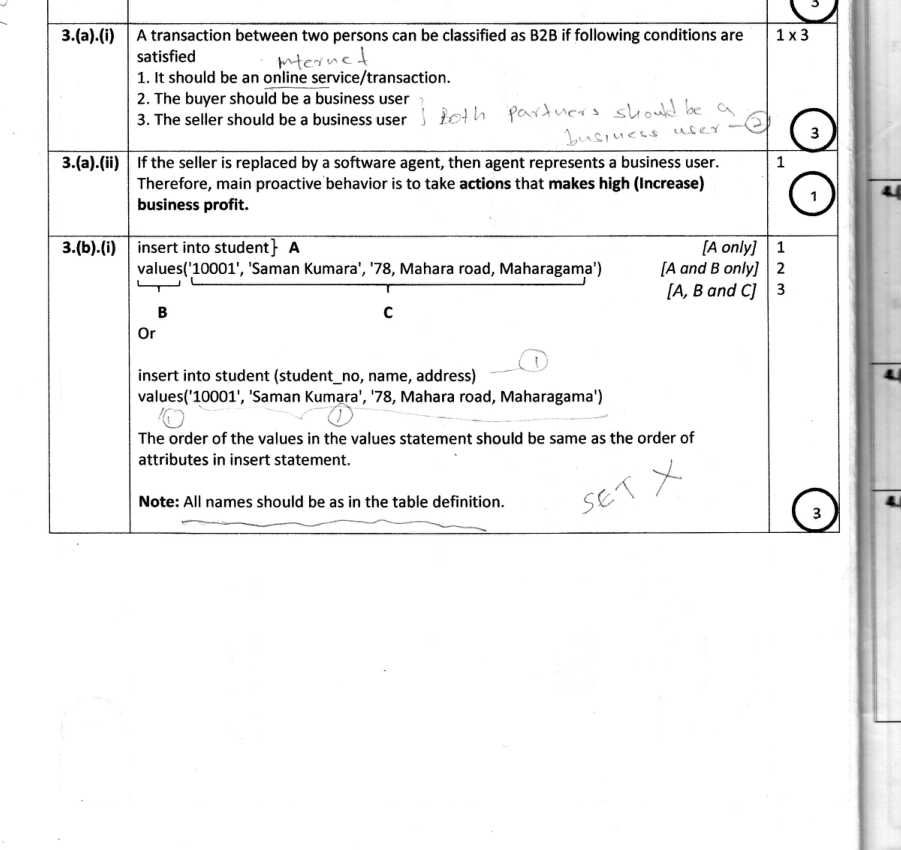 3
3.(a).(i) A transaction between two persons can be classified as B2B if following conditions are 1 x 3
satisfied
Internet
1. It should be an online service/transaction.
2. The buyer should be a business user
3. The seller should be a business user } Both partners should be a
business user — 2
3
3.(a).(ii) If the seller is replaced by a software agent, then agent represents a business user. 1
Therefore, main proactive behavior is to take actions that makes high (Increase)
business profit.
1
3.(b).(i) insert into student} A [A only] 1
values('10001', 'Saman Kumara', '78, Mahara road, Maharagama') [A and B only] 2
[A, B and C] 3
B C
Or
1
insert into student (student_no, name, address)
values('10001', 'Saman Kumara', '78, Mahara road, Maharagama')
1 1
The order of the values in the values statement should be same as the order of
attributes in insert statement.
SET X
Note: All names should be as in the table definition.
3
4.(
4.(
4.(